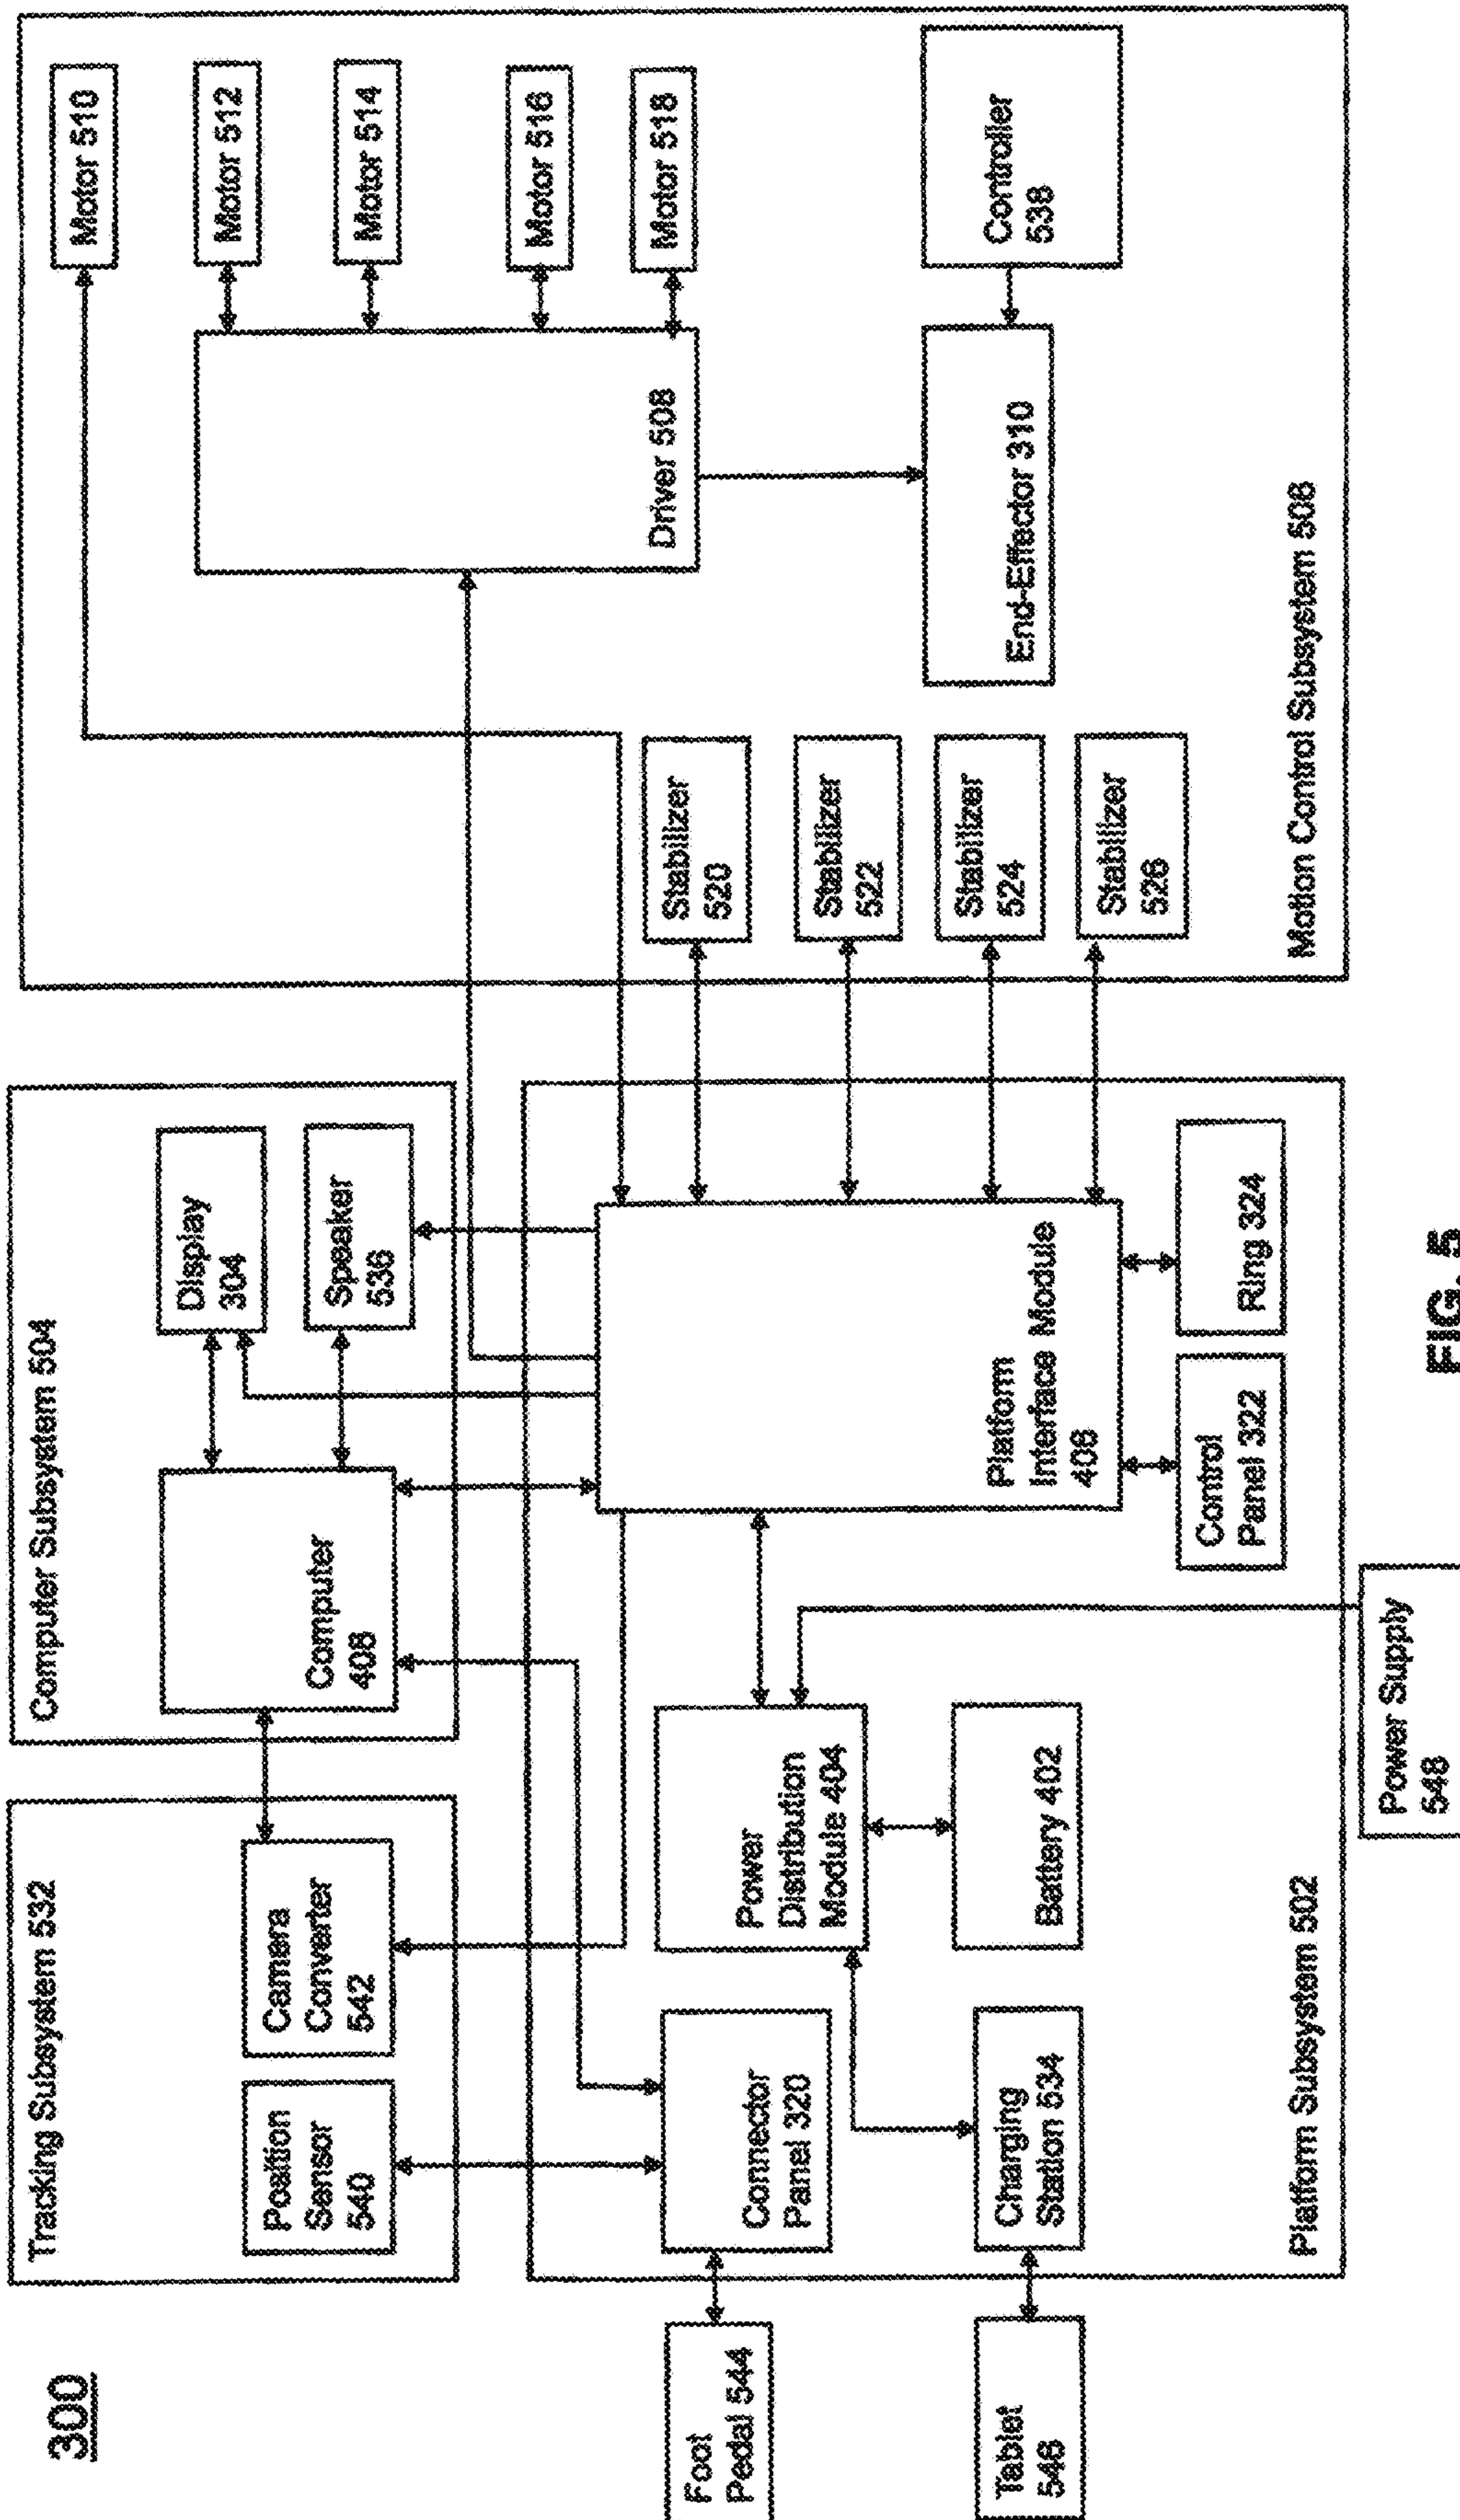 300
Tracking Subsystem 532
Position
Sensor
540
Camera
Converter
542
Computer Subsystem 504
Computer
408
Display
304
Speaker
536
Foot
Pedal 544
Tablet
546
Connector
Panel 320
Charging
Station 534
Power
Distribution
Module 404
Battery 402
Platform
Interface Module
406
Control
Panel 322
Ring 324
Platform Subsystem 502
Power Supply
548
Motor 510
Motor 512
Motor 514
Motor 516
Motor 518
Driver 508
Stabilizer
520
Stabilizer
522
Stabilizer
524
Stabilizer
526
End-Effector 310
Controller
538
Motion Control Subsystem 506
FIG. 5